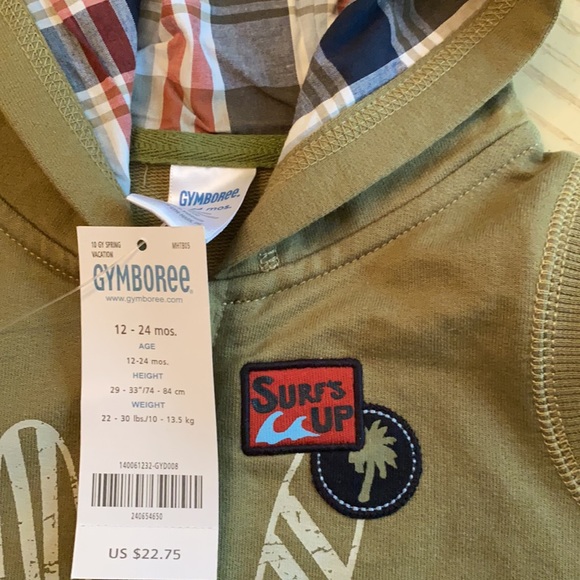 GYMBOREE
mos.
10 GY SPRING
VACATION
MHTB05
GYMBOREE
www.gymboree.com
12 - 24 mos.
AGE
12-24 mos.
HEIGHT
29 - 33"/74 - 84 cm
WEIGHT
22 - 30 lbs./10 - 13.5 kg
140061232-GYD008
240654650
US $22.75
SURF'S
UP